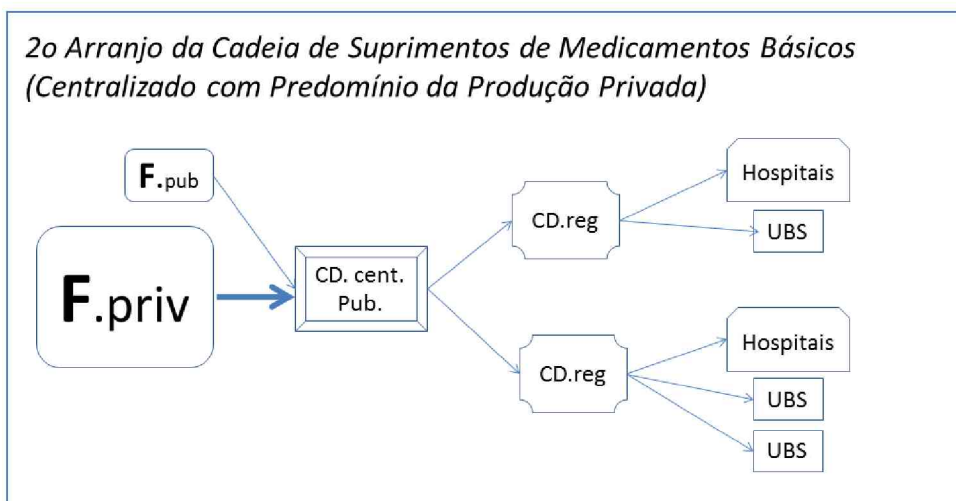 2o Arranjo da Cadeia de Suprimentos de Medicamentos Básicos
(Centralizado com Predomínio da Produção Privada)
F.pub
F.priv
CD. cent.
Pub.
CD.reg
Hospitais
UBS
CD.reg
Hospitais
UBS
UBS